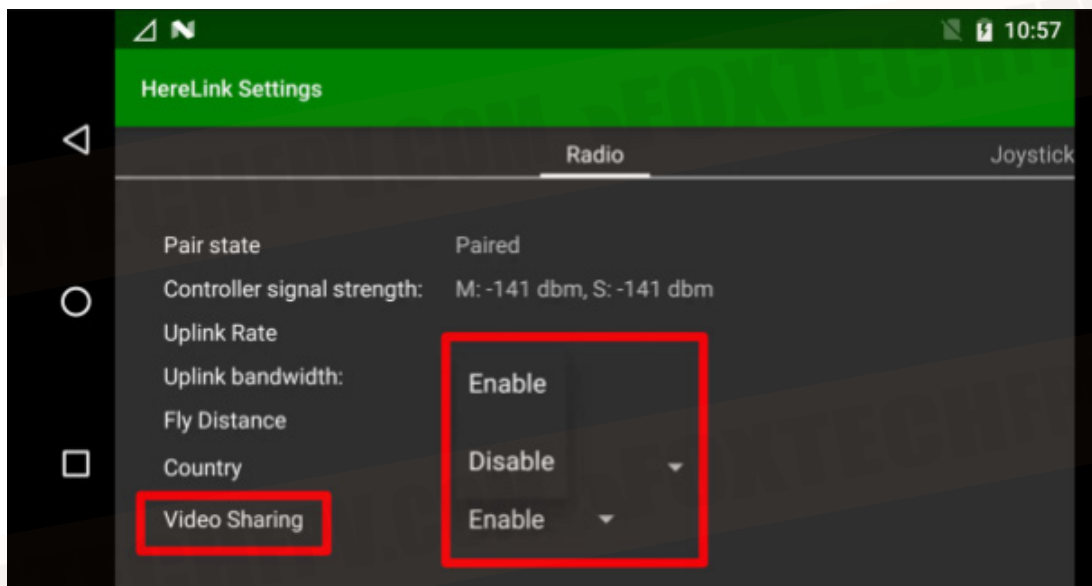 10:57
HereLink Settings
Radio
Joystick
Pair state Paired
Controller signal strength: M: -141 dbm, S: -141 dbm
Uplink Rate
Uplink bandwidth:
Enable
Fly Distance
Country
Disable
Video Sharing
Enable